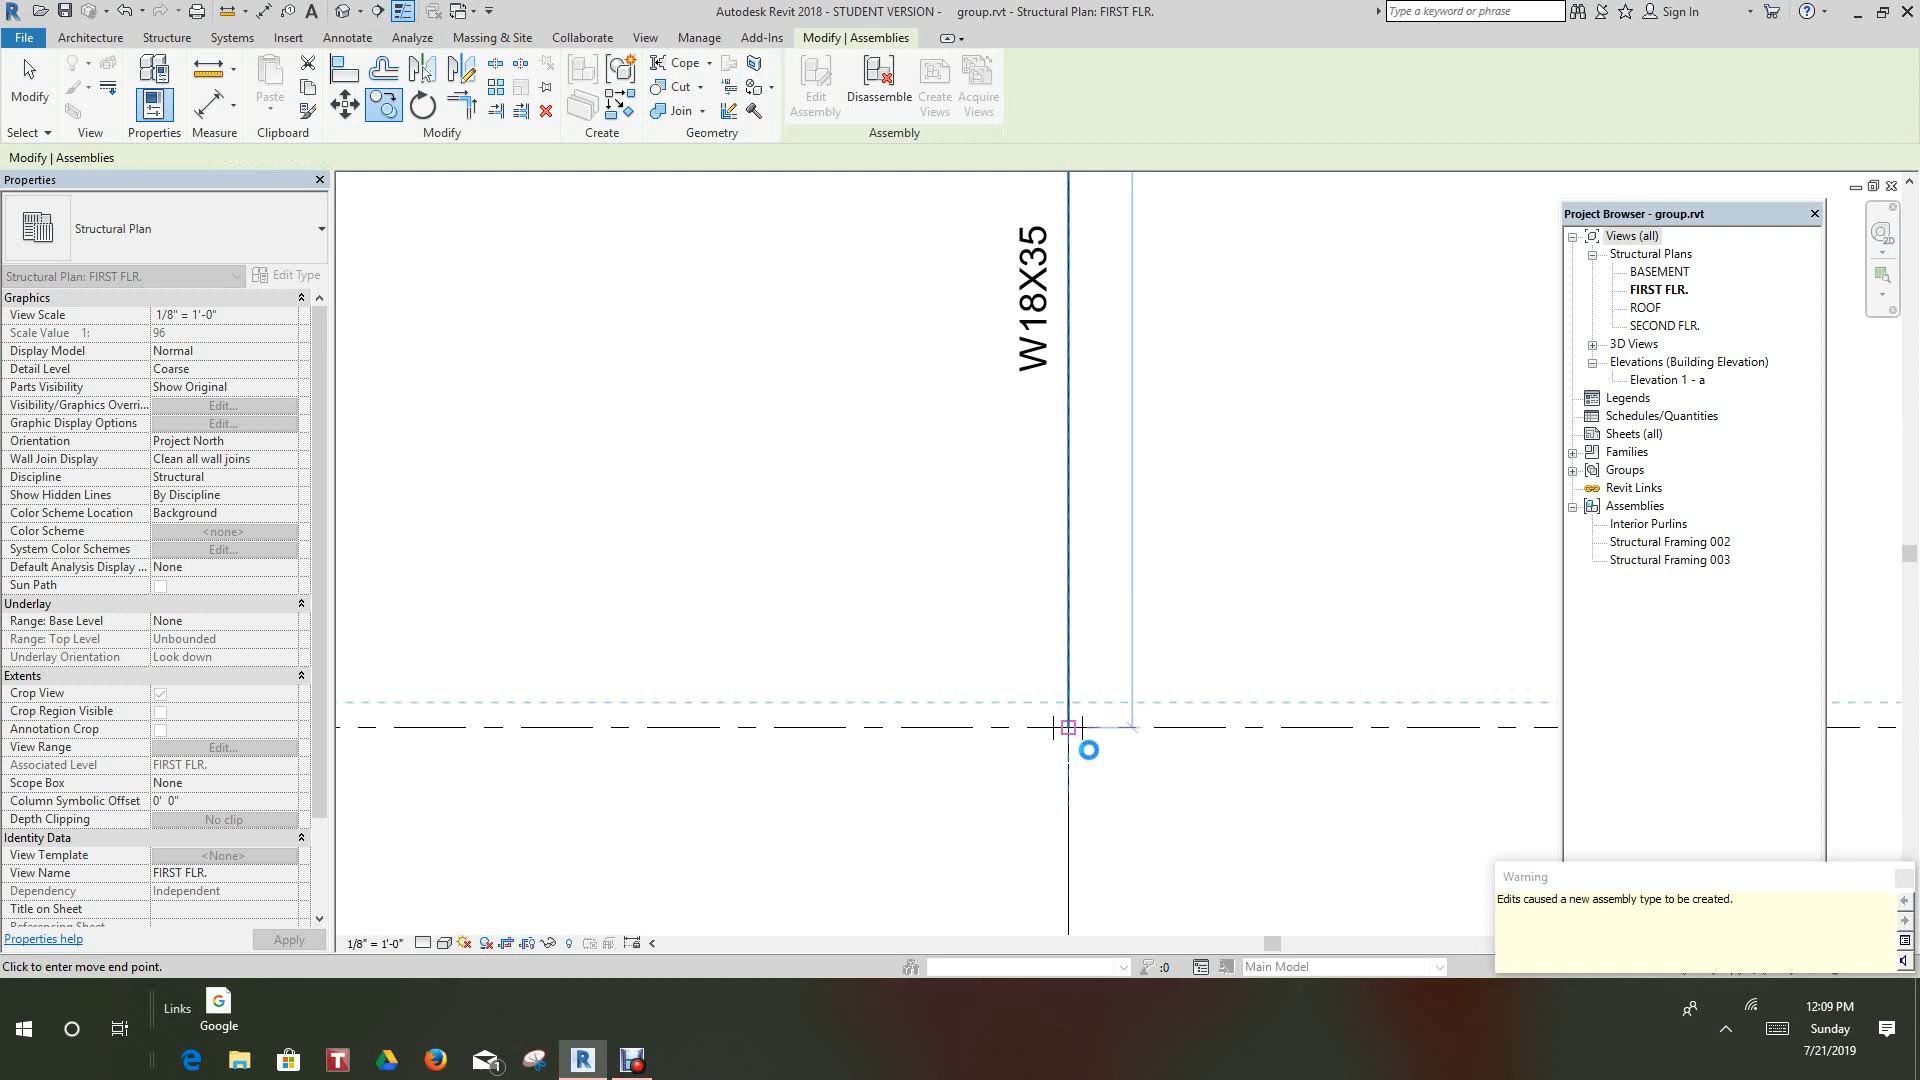 Autodesk Revit 2018 - STUDENT VERSION - group.rvt - Structural Plan: FIRST FLR.
Type a keyword or phrase
Sign In
File Architecture Structure Systems Insert Annotate Analyze Massing & Site Collaborate View Manage Add-Ins Modify | Assemblies
Modify
Paste
Cope
Cut
Join
Edit Assembly
Disassemble
Create Views
Acquire Views
Select View Properties Measure Clipboard Modify Create Geometry Assembly
Modify | Assemblies
Properties
Structural Plan
Structural Plan: FIRST FLR.
Edit Type
Graphics
View Scale 1/8" = 1'-0"
Scale Value 1: 96
Display Model Normal
Detail Level Coarse
Parts Visibility Show Original
Visibility/Graphics Overri... Edit...
Graphic Display Options Edit...
Orientation Project North
Wall Join Display Clean all wall joins
Discipline Structural
Show Hidden Lines By Discipline
Color Scheme Location Background
Color Scheme <none>
System Color Schemes Edit...
Default Analysis Display ... None
Sun Path
Underlay
Range: Base Level None
Range: Top Level Unbounded
Underlay Orientation Look down
Extents
Crop View
Crop Region Visible
Annotation Crop
View Range Edit...
Associated Level FIRST FLR.
Scope Box None
Column Symbolic Offset 0' 0"
Depth Clipping No clip
Identity Data
View Template <None>
View Name FIRST FLR.
Dependency Independent
Title on Sheet
Referencing Sheet
Properties help
Apply
W18X35
Project Browser - group.rvt
Views (all)
Structural Plans
BASEMENT
FIRST FLR.
ROOF
SECOND FLR.
3D Views
Elevations (Building Elevation)
Elevation 1 - a
Legends
Schedules/Quantities
Sheets (all)
Families
Groups
Revit Links
Assemblies
Interior Purlins
Structural Framing 002
Structural Framing 003
2D
Warning
Edits caused a new assembly type to be created.
1/8" = 1'-0"
Click to enter move end point.
:0
Main Model
Links
Google
12:09 PM
Sunday
7/21/2019